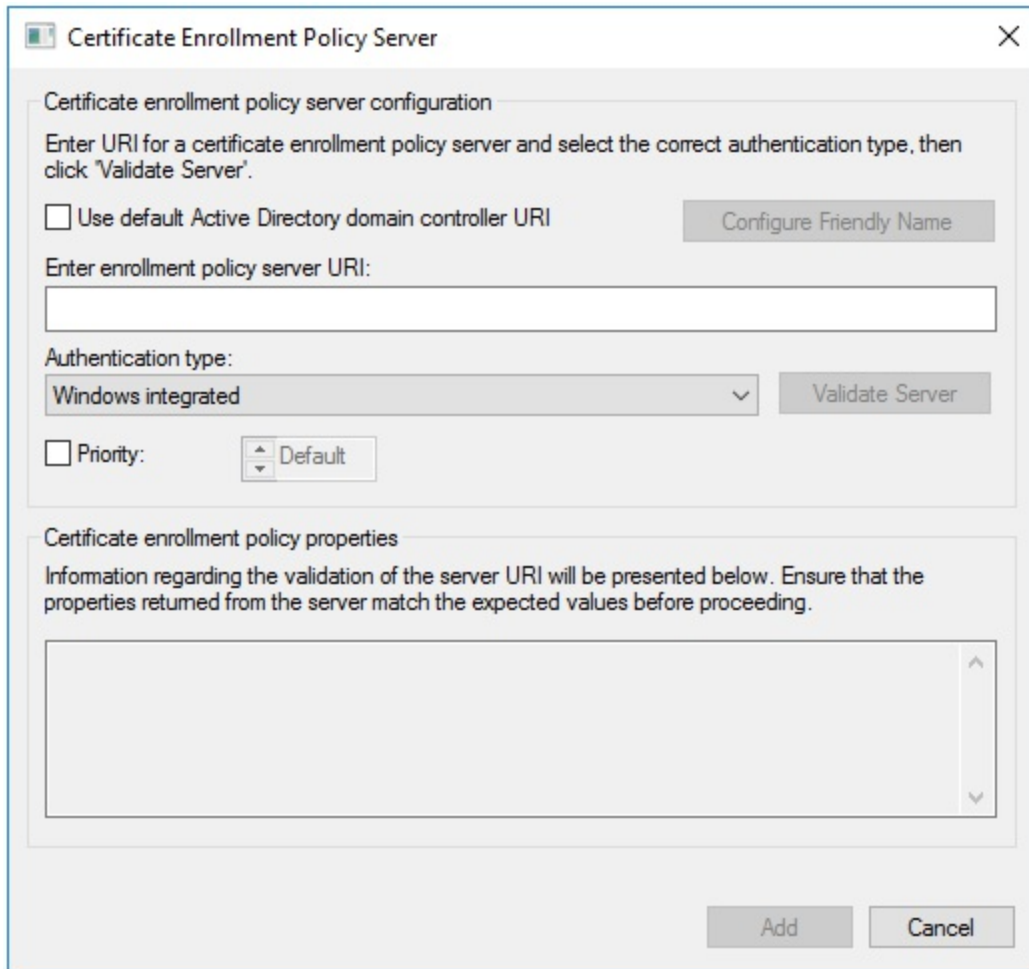 Certificate Enrollment Policy Server
Certificate enrollment policy server configuration
Enter URI for a certificate enrollment policy server and select the correct authentication type, then
click 'Validate Server'.
Use default Active Directory domain controller URI
Configure Friendly Name
Enter enrollment policy server URI:
Authentication type:
Windows integrated
Validate Server
Priority:
Default
Certificate enrollment policy properties
Information regarding the validation of the server URI will be presented below. Ensure that the
properties returned from the server match the expected values before proceeding.
Add
Cancel